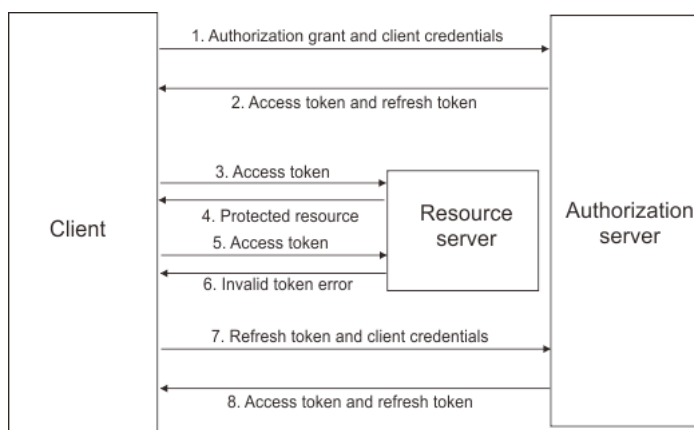 1. Authorization grant and client credentials
2. Access token and refresh token
3. Access token
4. Protected resource
5. Access token
6. Invalid token error
Client
Resource
server
Authorization
server
7. Refresh token and client credentials
8. Access token and refresh token